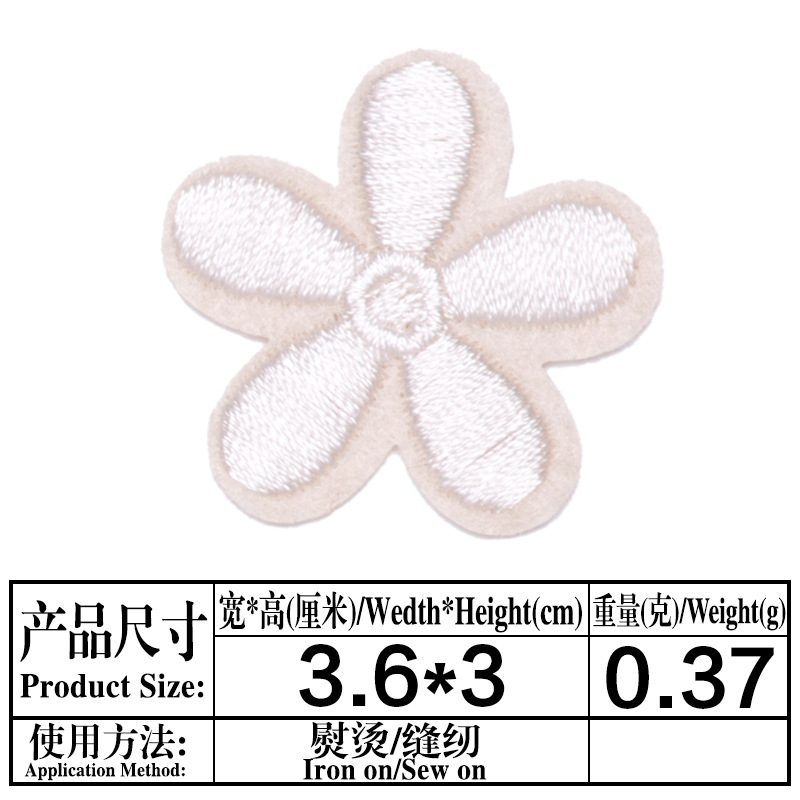 产品尺寸
Product Size:
宽*高(厘米)/Wedth*Height(cm)
3.6*3
重量(克)/Weight(g)
0.37
使用方法:
Application Method:
熨烫/缝纫
Iron on/Sew on